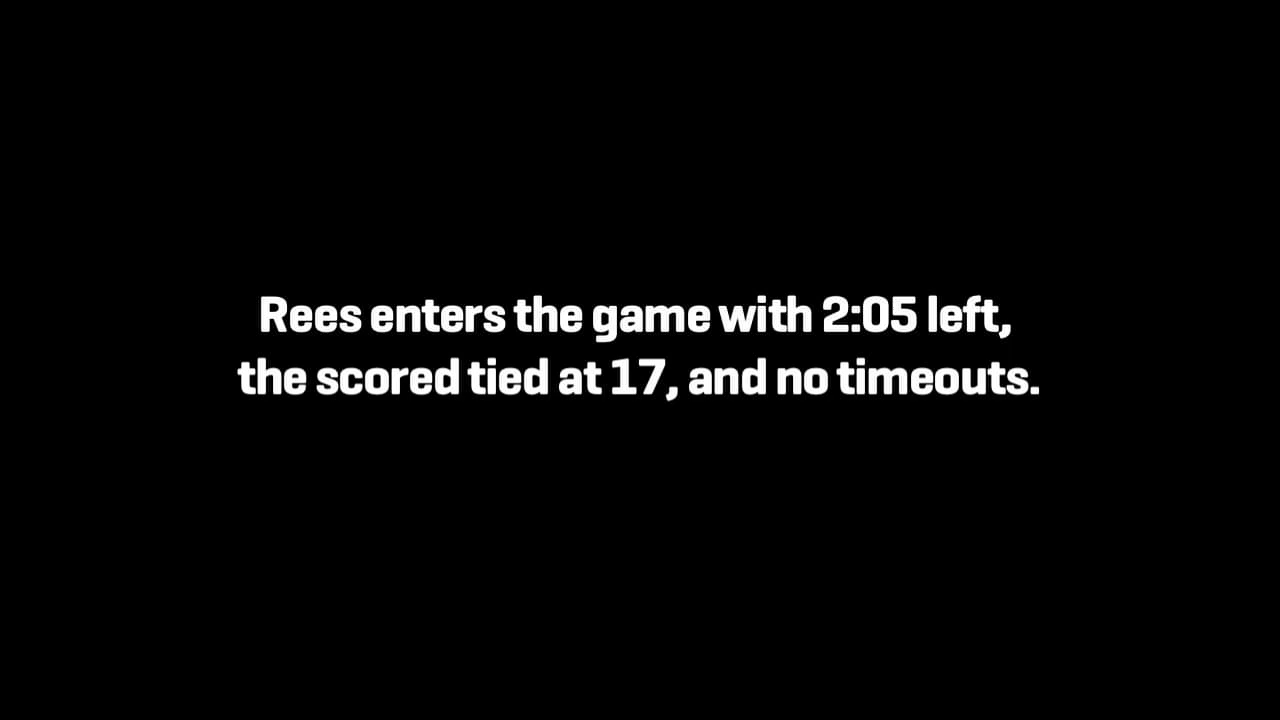 Rees enters the game with 2:05 left,
the scored tied at 17, and no timeouts.